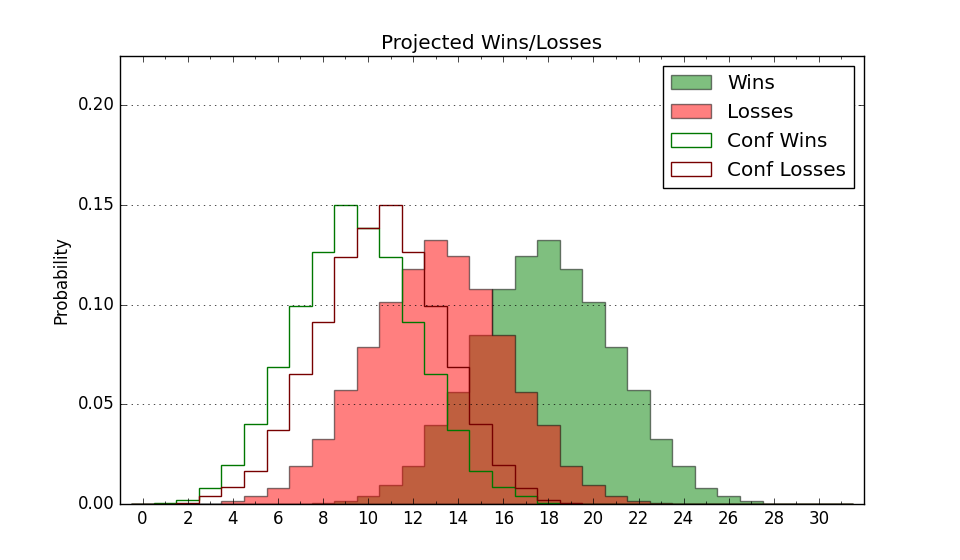 Projected Wins/Losses
Wins
Losses
Conf Wins
Conf Losses
Probability
0.20
0.15
0.10
0.05
0.00
0 2 4 6 8 10 12 14 16 18 20 22 24 26 28 30